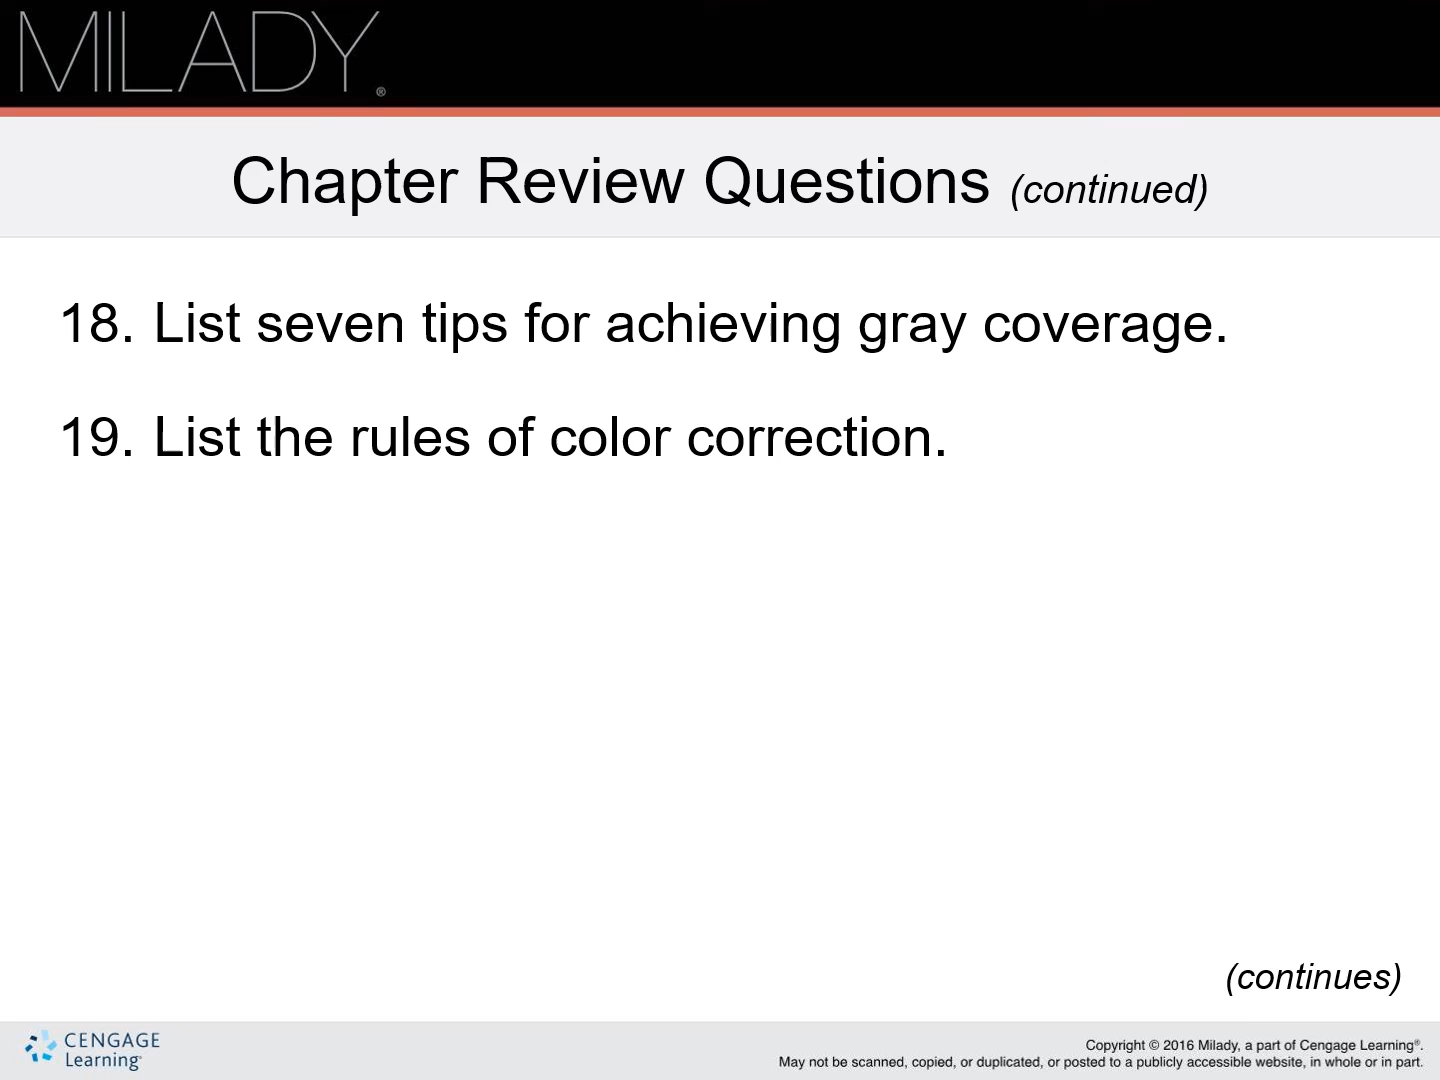 MILADY®
Chapter Review Questions (continued)
18. List seven tips for achieving gray coverage.
19. List the rules of color correction.
(continues)
CENGAGE
Learning
Copyright © 2016 Milady, a part of Cengage Learning®.
May not be scanned, copied, or duplicated, or posted to a publicly accessible website, in whole or in part.